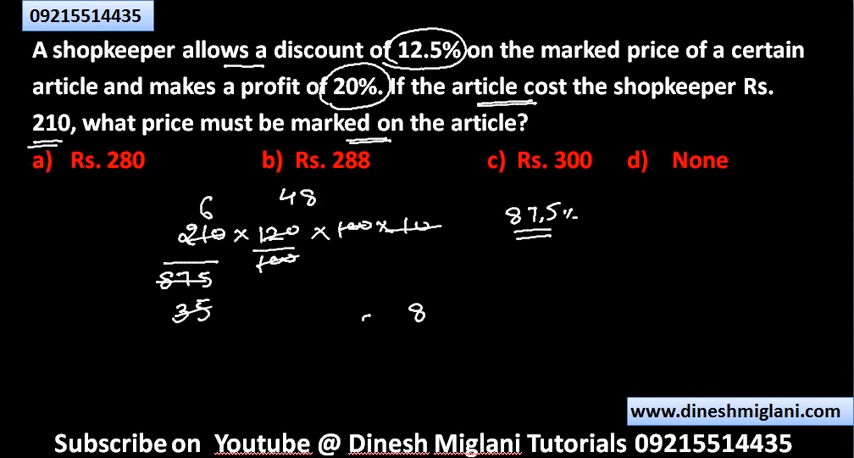 09215514435
A shopkeeper allows a discount of 12.5% on the marked price of a certain
article and makes a profit of 20%. If the article cost the shopkeeper Rs.
210, what price must be marked on the article?
a) Rs. 280 b) Rs. 288 c) Rs. 300 d) None
6 48
210 × 120 × 100 × 10 87.5%
875 100
35 8
www.dineshmiglani.com
Subscribe on Youtube @ Dinesh Miglani Tutorials 09215514435